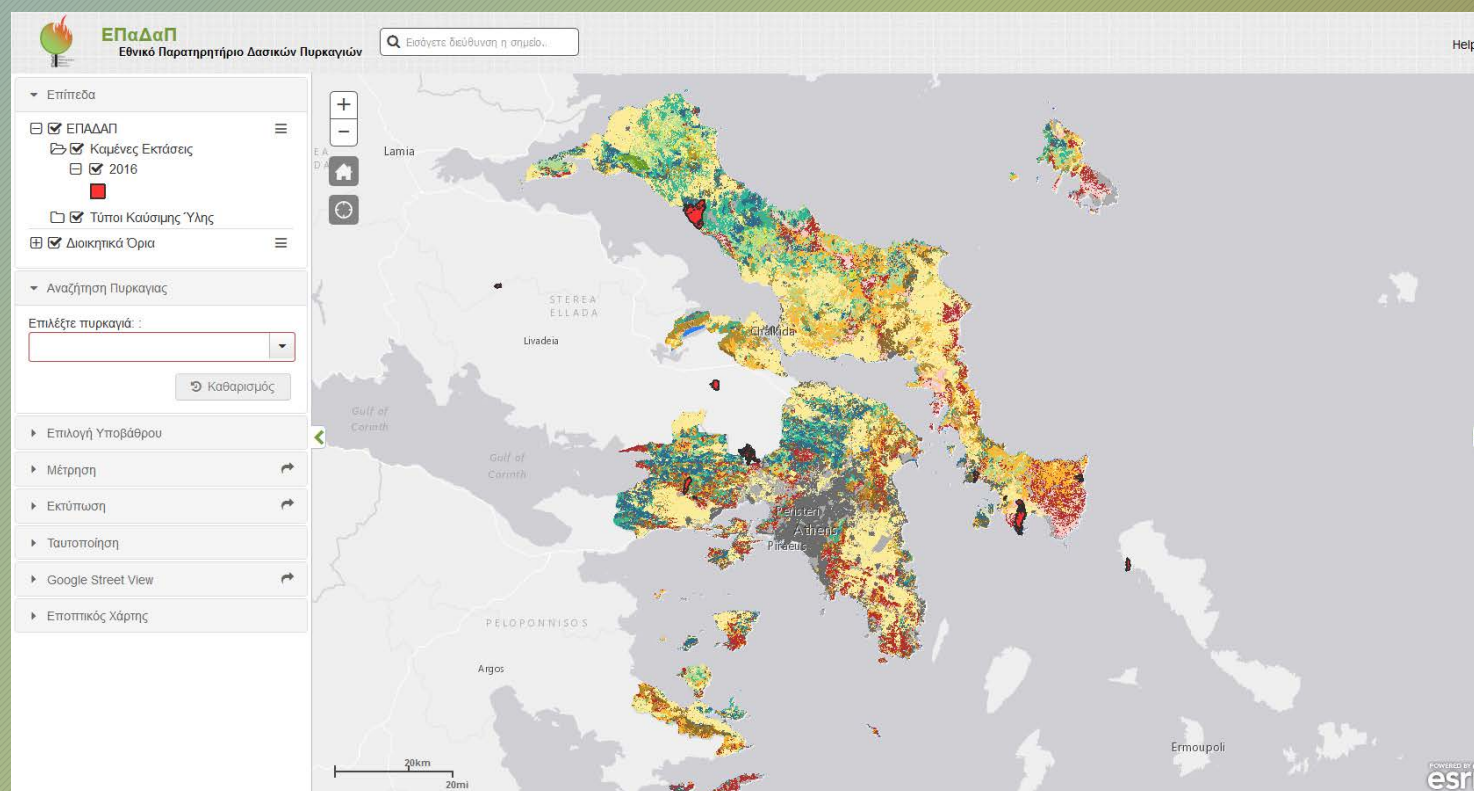 ΕΠαΔαΠ
Εθνικό Παρατηρητήριο Δασικών Πυρκαγιών
Εισάγετε διεύθυνση η σημείο..
Help
Επίπεδα
ΕΠΑΔΑΠ
Καμένες Εκτάσεις
2016
Τύποι Καύσιμης Ύλης
Διοικητικά Όρια
Αναζήτηση Πυρκαγιας
Επιλέξτε πυρκαγιά: :
Καθαρισμός
Επιλογή Υποβάθρου
Μέτρηση
Εκτύπωση
Ταυτοποίηση
Google Street View
Εποπτικός Χάρτης
+
−
Lamia
STEREA
ELLADA
Livadeia
Chalkida
Gulf of
Corinth
Gulf of
Corinth
Peristeri
Athens
Piraeus
PELOPONNISOS
Argos
Ermoupoli
20km
20mi
POWERED BY
esri